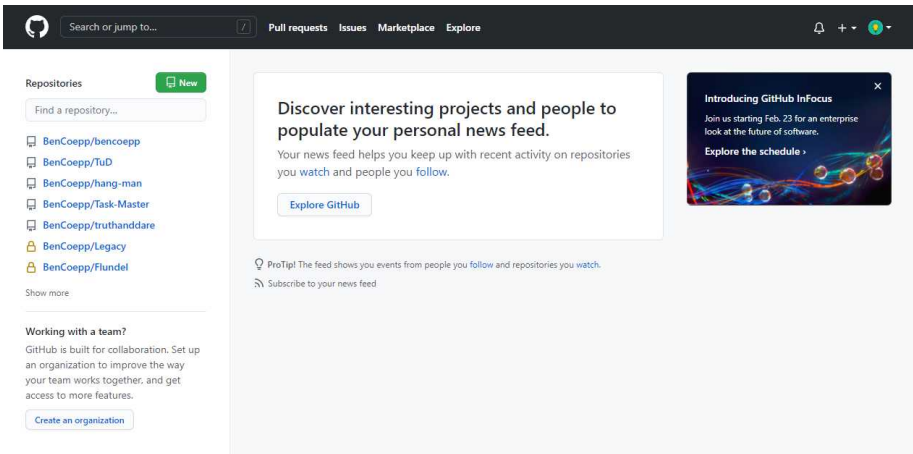 Search or jump to... /
Pull requests Issues Marketplace Explore
Repositories
New
Find a repository...
BenCoepp/bencoepp
BenCoepp/TuD
BenCoepp/hang-man
BenCoepp/Task-Master
BenCoepp/truthanddare
BenCoepp/Legacy
BenCoepp/Flundel
Show more
Working with a team?
GitHub is built for collaboration. Set up
an organization to improve the way
your team works together, and get
access to more features.
Create an organization
Discover interesting projects and people to
populate your personal news feed.
Your news feed helps you keep up with recent activity on repositories
you watch and people you follow.
Explore GitHub
ProTip! The feed shows you events from people you follow and repositories you watch.
Subscribe to your news feed
Introducing GitHub InFocus
Join us starting Feb. 23 for an enterprise
look at the future of software.
Explore the schedule ›